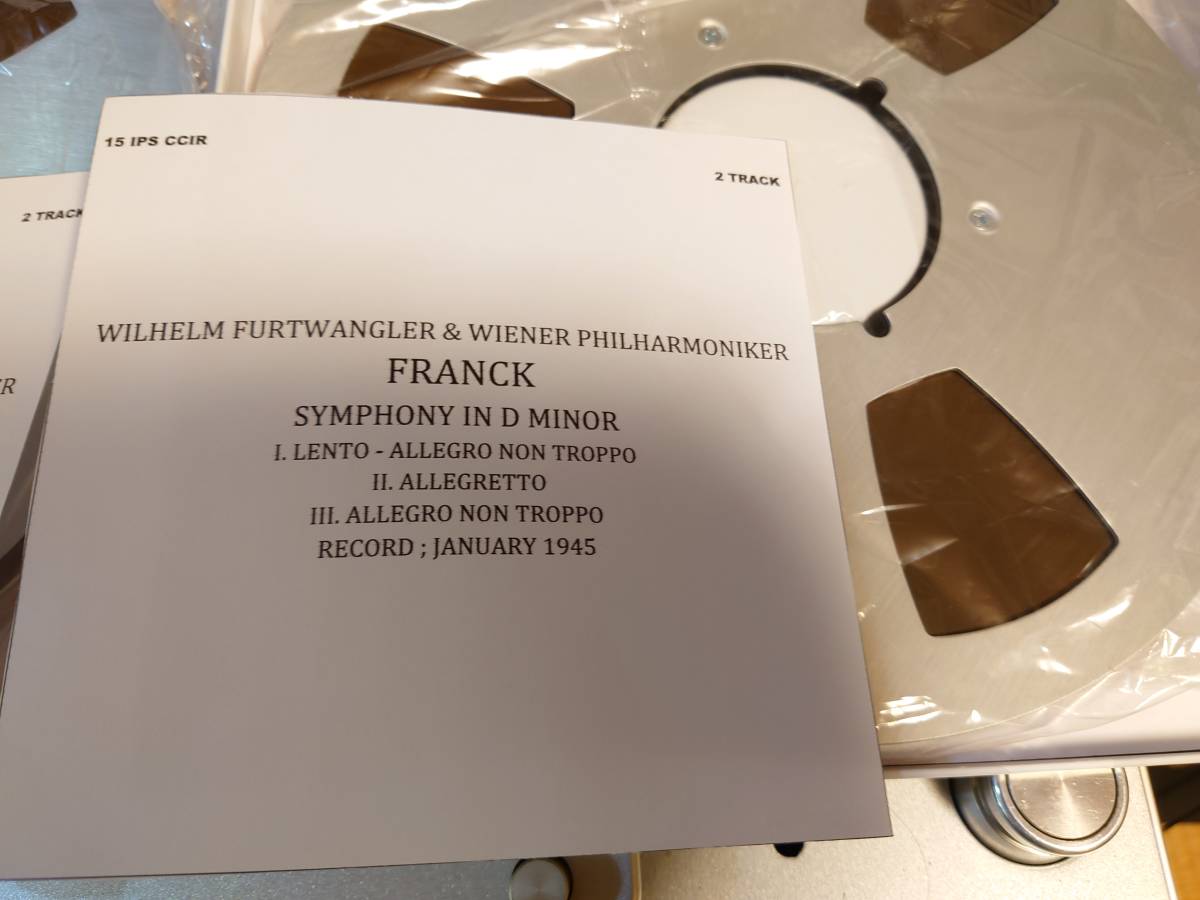 15 IPS CCIR
2 TRACK
WILHELM FURTWANGLER & WIENER PHILHARMONIKER
FRANCK
SYMPHONY IN D MINOR
I. LENTO - ALLEGRO NON TROPPO
II. ALLEGRETTO
III. ALLEGRO NON TROPPO
RECORD ; JANUARY 1945
2 TRACK